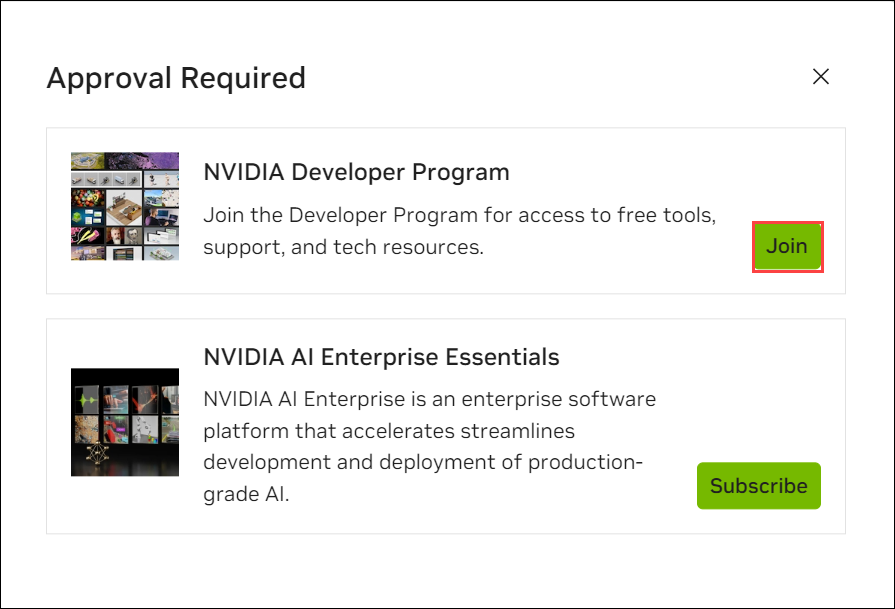 Approval Required
NVIDIA Developer Program
Join the Developer Program for access to free tools,
support, and tech resources.
Join
NVIDIA AI Enterprise Essentials
NVIDIA AI Enterprise is an enterprise software
platform that accelerates streamlines
development and deployment of production-
grade AI.
Subscribe